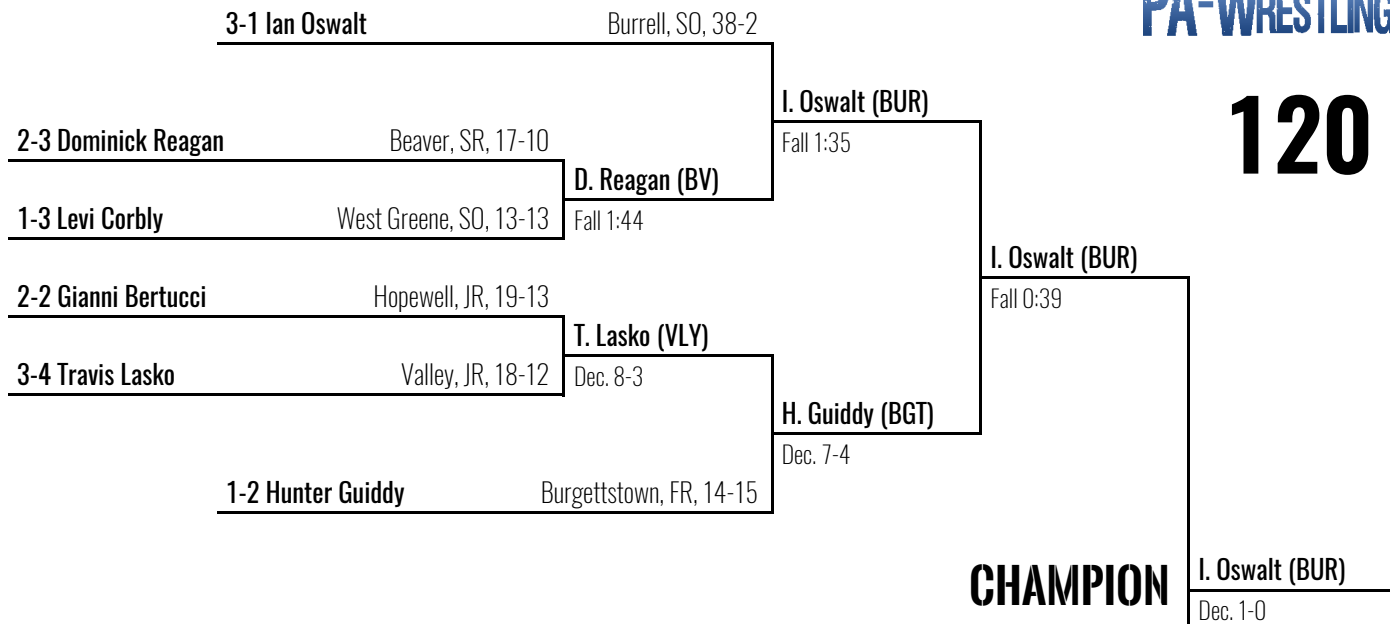 PA-WRESTLING
120
3-1 Ian Oswalt Burrell, SO, 38-2
I. Oswalt (BUR)
Fall 1:35
2-3 Dominick Reagan Beaver, SR, 17-10
D. Reagan (BV)
Fall 1:44
1-3 Levi Corbly West Greene, SO, 13-13
I. Oswalt (BUR)
Fall 0:39
2-2 Gianni Bertucci Hopewell, JR, 19-13
T. Lasko (VLY)
Dec. 8-3
3-4 Travis Lasko Valley, JR, 18-12
H. Guiddy (BGT)
Dec. 7-4
1-2 Hunter Guiddy Burgettstown, FR, 14-15
CHAMPION
I. Oswalt (BUR)
Dec. 1-0